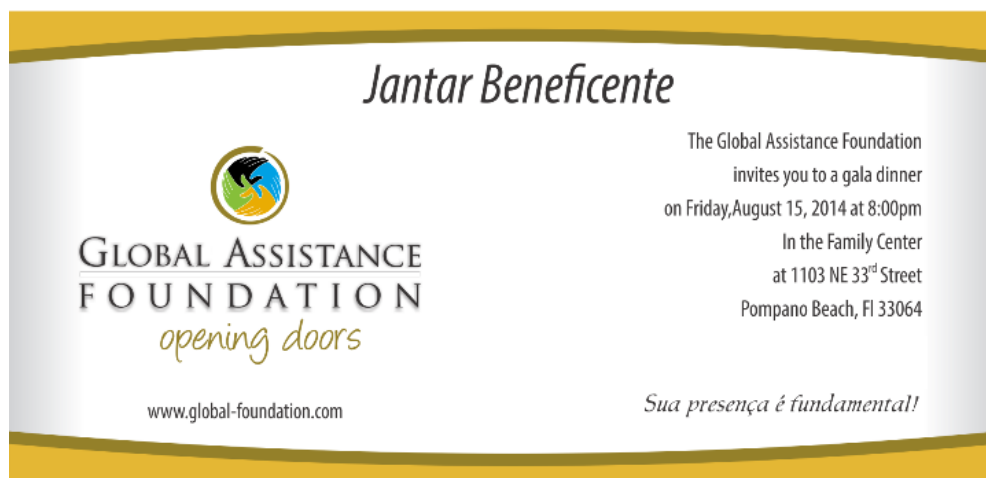 Jantar Beneficente
GLOBAL ASSISTANCE
FOUNDATION
opening doors
www.global-foundation.com
The Global Assistance Foundation
invites you to a gala dinner
on Friday,August 15, 2014 at 8:00pm
In the Family Center
at 1103 NE 33rd Street
Pompano Beach, Fl 33064
Sua presença é fundamental!